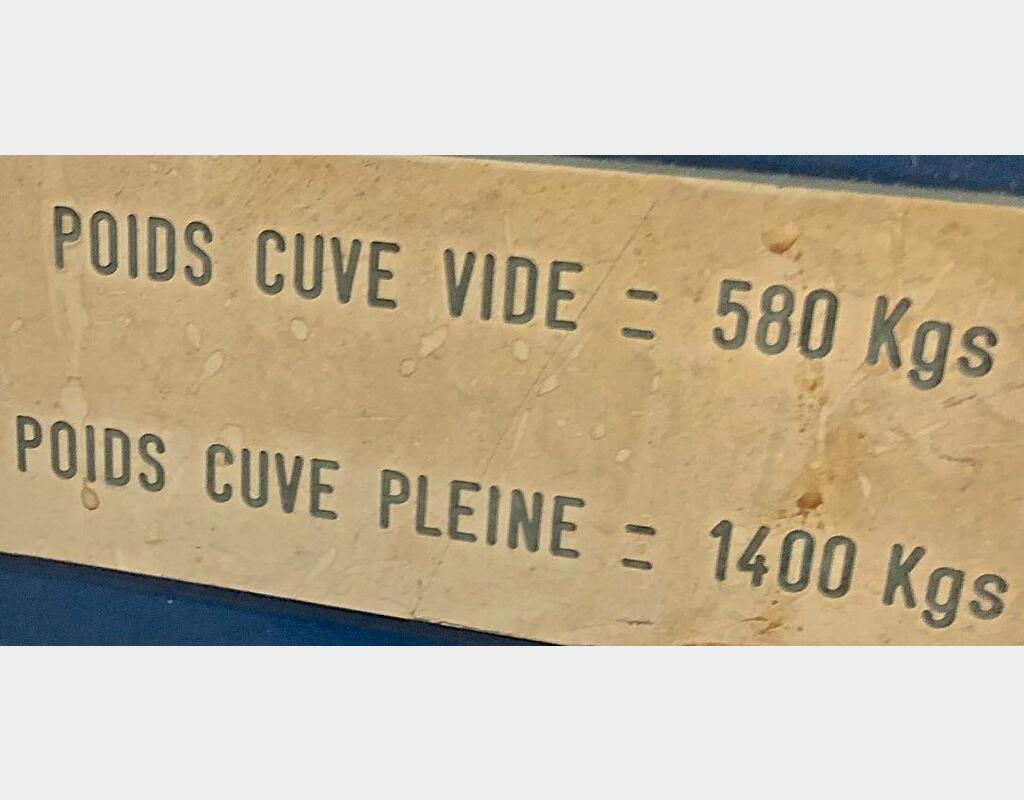 POIDS CUVE VIDE = 580 Kgs
POIDS CUVE PLEINE = 1400 Kgs